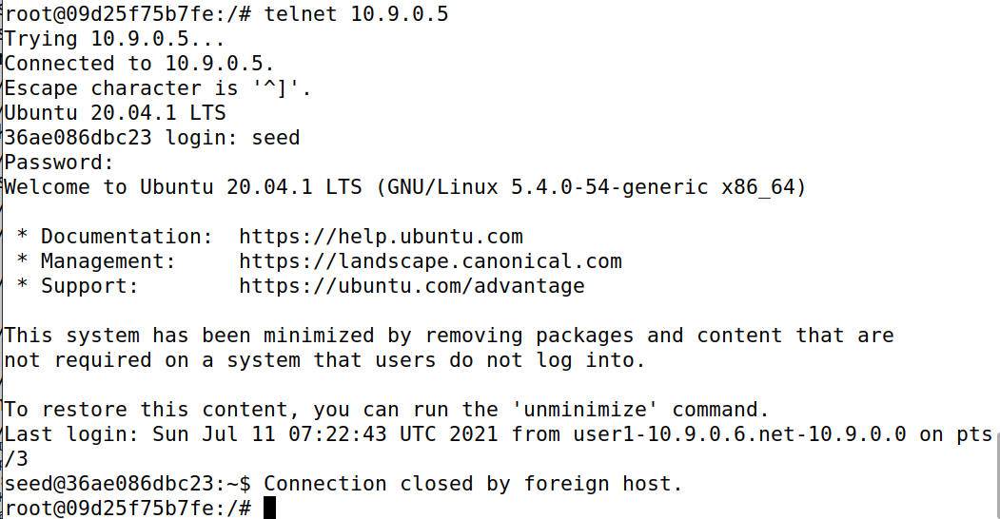 root@09d25f75b7fe:/# telnet 10.9.0.5
Trying 10.9.0.5...
Connected to 10.9.0.5.
Escape character is '^]'.
Ubuntu 20.04.1 LTS
36ae086dbc23 login: seed
Password:
Welcome to Ubuntu 20.04.1 LTS (GNU/Linux 5.4.0-54-generic x86_64)
 * Documentation:  https://help.ubuntu.com
 * Management:     https://landscape.canonical.com
 * Support:        https://ubuntu.com/advantage
This system has been minimized by removing packages and content that are
not required on a system that users do not log into.
To restore this content, you can run the 'unminimize' command.
Last login: Sun Jul 11 07:22:43 UTC 2021 from user1-10.9.0.6.net-10.9.0.0 on pts
/3
seed@36ae086dbc23:~$ Connection closed by foreign host.
root@09d25f75b7fe:/#